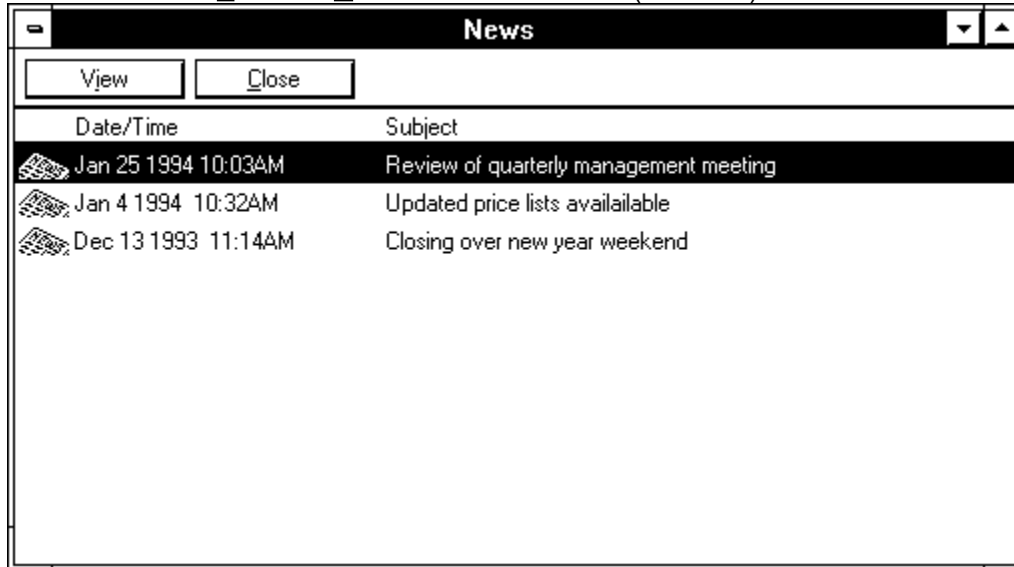 News
View Close
Date/Time Subject
Jan 25 1994 10:03AM Review of quarterly management meeting
Jan 4 1994 10:32AM Updated price lists availailable
Dec 13 1993 11:14AM Closing over new year weekend